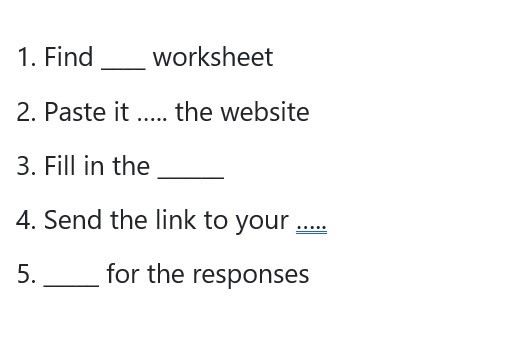 1. Find ____ worksheet
2. Paste it ..... the website
3. Fill in the ______
4. Send the link to your .....
5. _____ for the responses